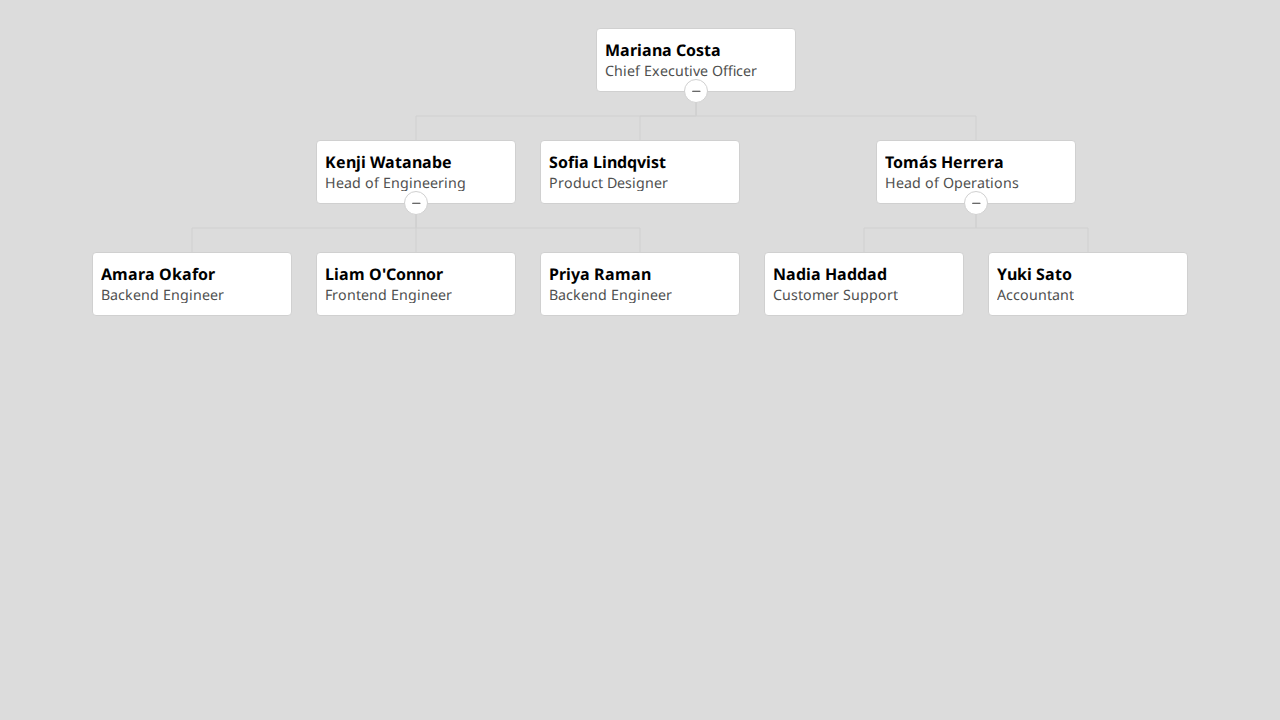 Mariana Costa
Chief Executive Officer
Kenji Watanabe
Head of Engineering
Sofia Lindqvist
Product Designer
Tomás Herrera
Head of Operations
Amara Okafor
Backend Engineer
Liam O'Connor
Frontend Engineer
Priya Raman
Backend Engineer
Nadia Haddad
Customer Support
Yuki Sato
Accountant